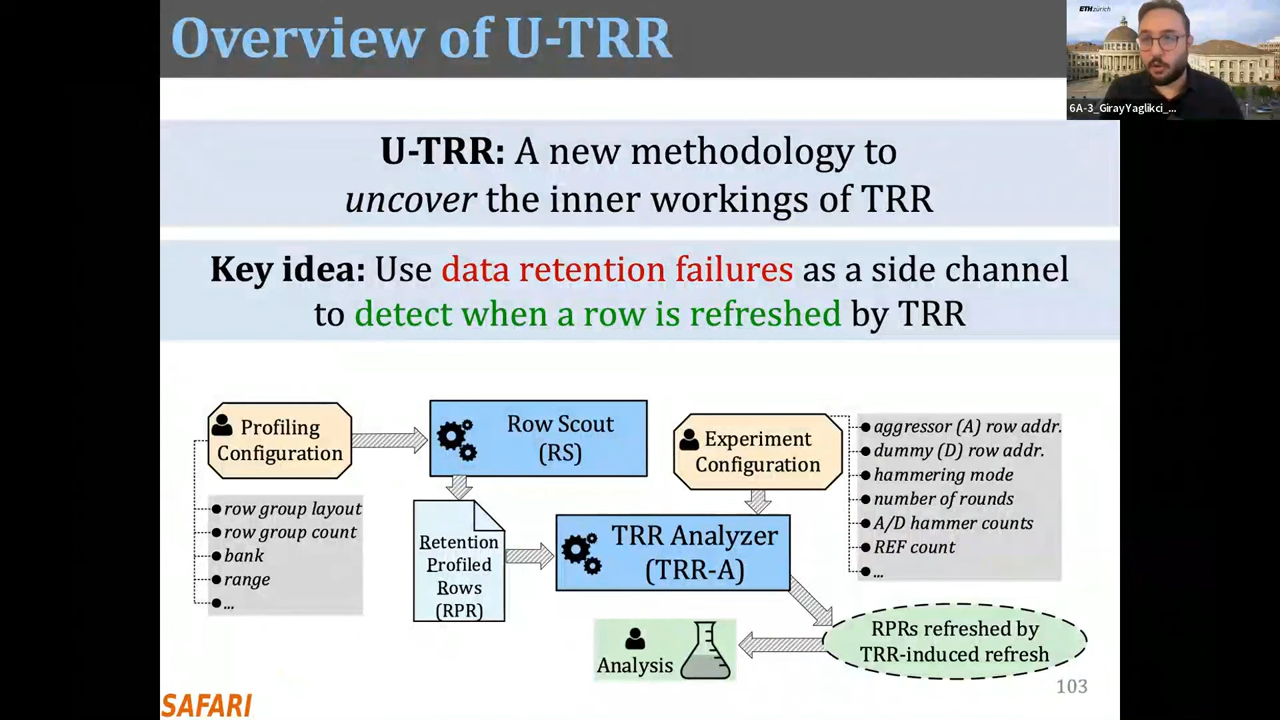 Overview of U-TRR
ETH zürich
6A-3_GirayYaglikci_...
U-TRR: A new methodology to
uncover the inner workings of TRR
Key idea: Use data retention failures as a side channel
to detect when a row is refreshed by TRR
Profiling
Configuration
row group layout
row group count
bank
range
...
Row Scout
(RS)
Retention
Profiled
Rows
(RPR)
Experiment
Configuration
aggressor (A) row addr.
dummy (D) row addr.
hammering mode
number of rounds
A/D hammer counts
REF count
...
TRR Analyzer
(TRR-A)
RPRs refreshed by
TRR-induced refresh
Analysis
103
SAFARI